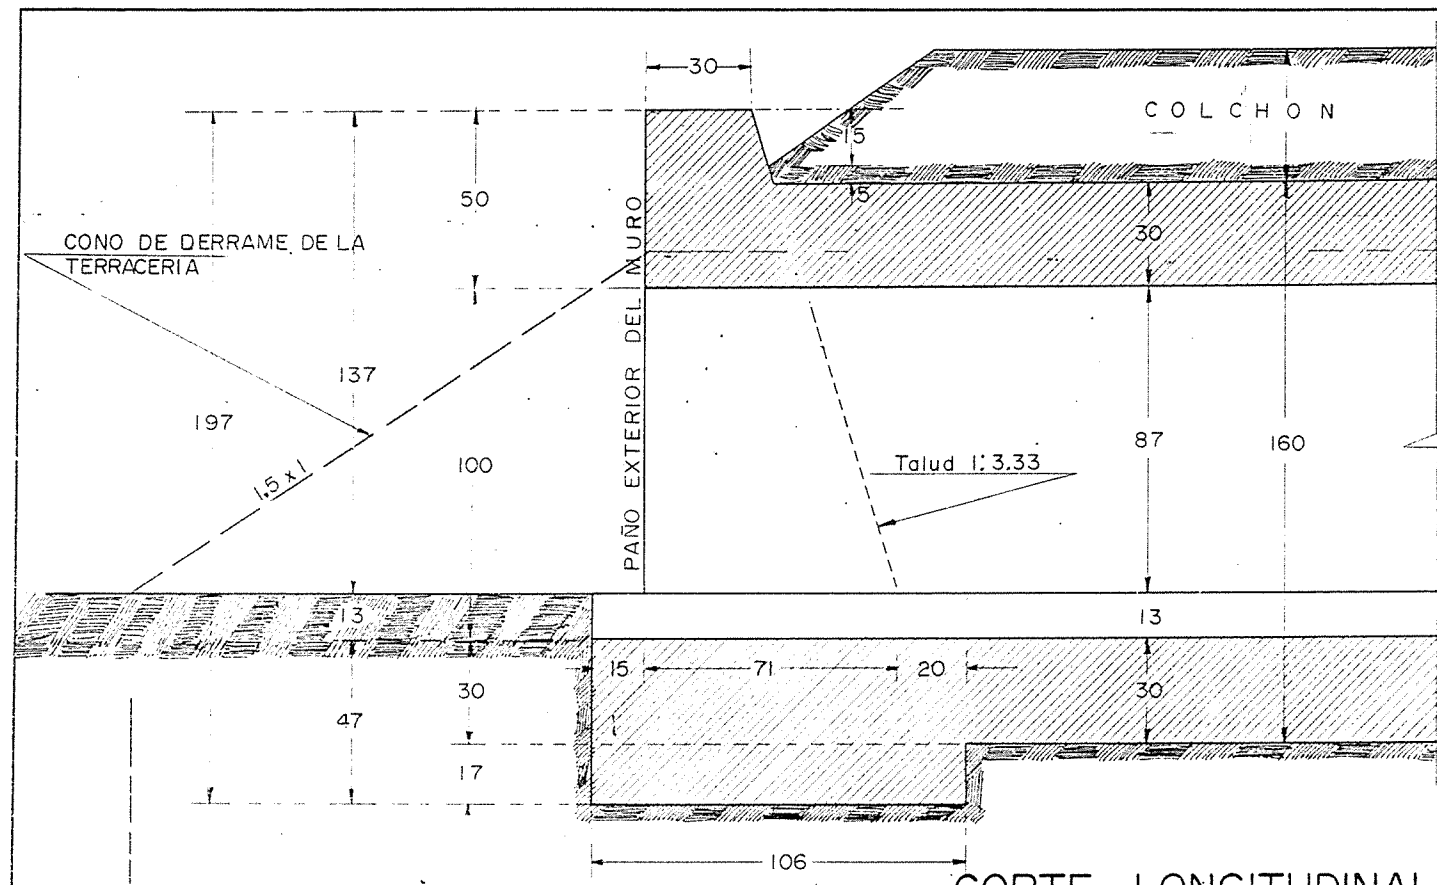 30
COLCHON
15
50
5
CONO DE DERRAME DE LA
TERRACERIA
30
PAÑO EXTERIOR DEL MURO
137
197
87
160
100
Talud 1:3.33
1.5 x 1
13
13
15
71
20
30
30
47
17
106
CORTE LONGITUDINAL